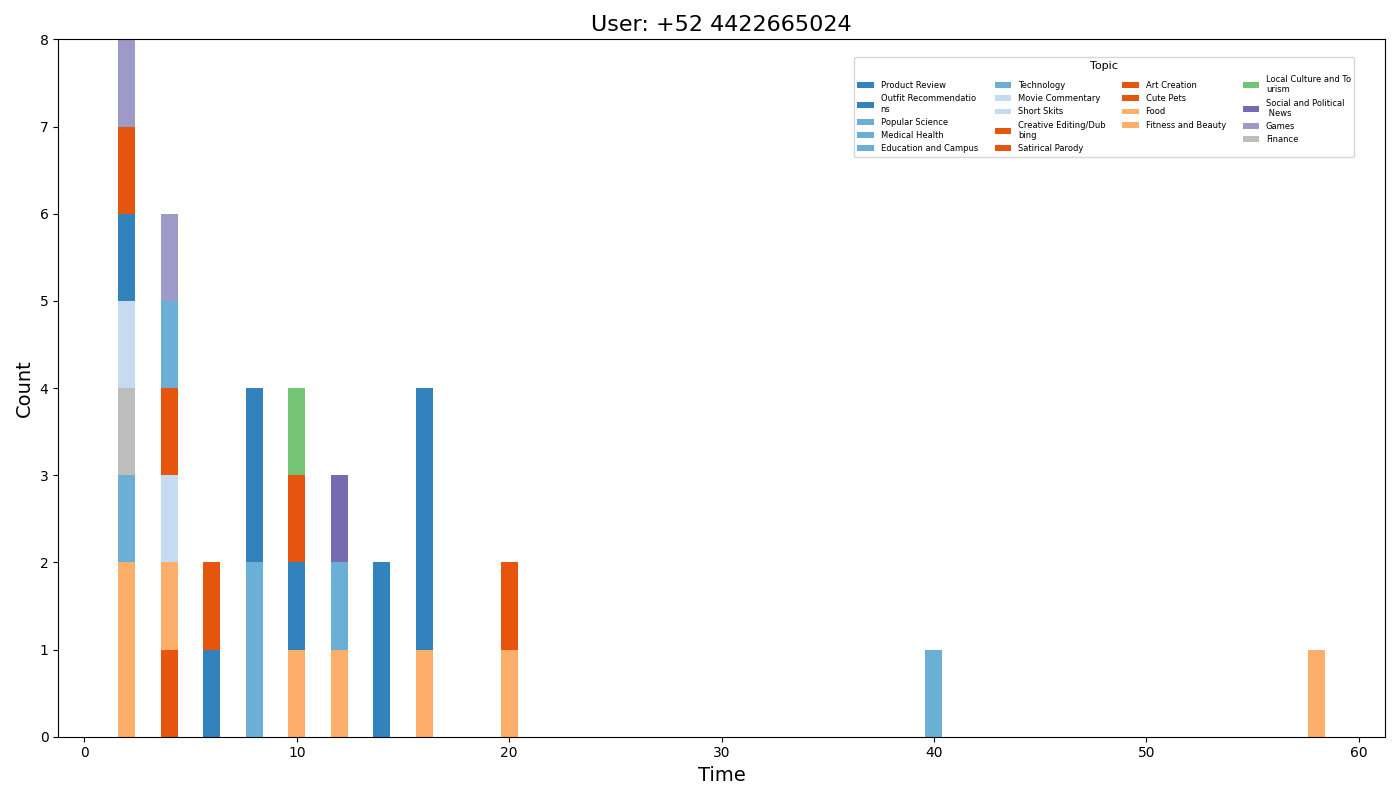 User: +52 4422665024
8
7
6
5
4
3
2
1
0
Count
Topic
Product Review
Outfit Recommendatio
ns
Popular Science
Medical Health
Education and Campus
Technology
Movie Commentary
Short Skits
Creative Editing/Dub
bing
Satirical Parody
Art Creation
Cute Pets
Food
Fitness and Beauty
Local Culture and To
urism
Social and Political
News
Games
Finance
0 10 20 30 40 50 60
Time